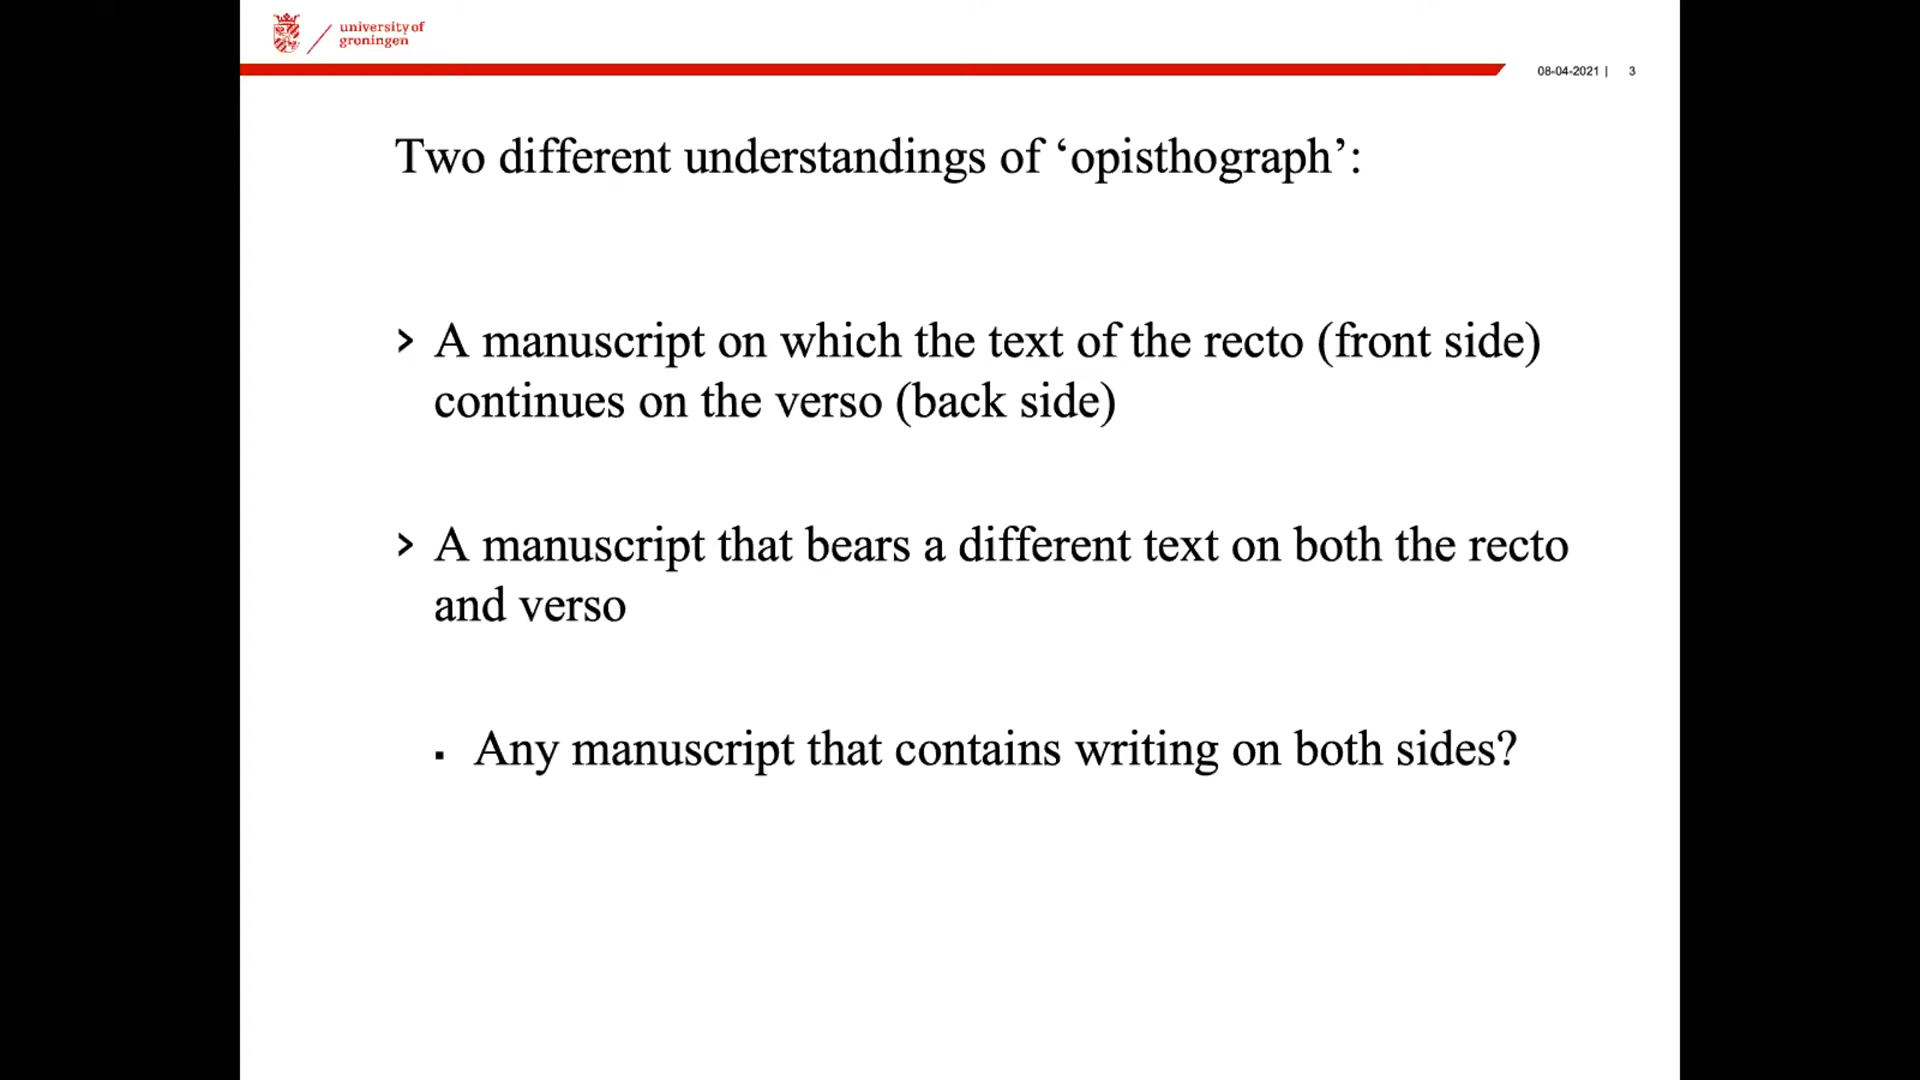 university of
groningen
08-04-2021 | 3
Two different understandings of ‘opisthograph’:
› A manuscript on which the text of the recto (front side)
continues on the verso (back side)
› A manuscript that bears a different text on both the recto
and verso
▪ Any manuscript that contains writing on both sides?